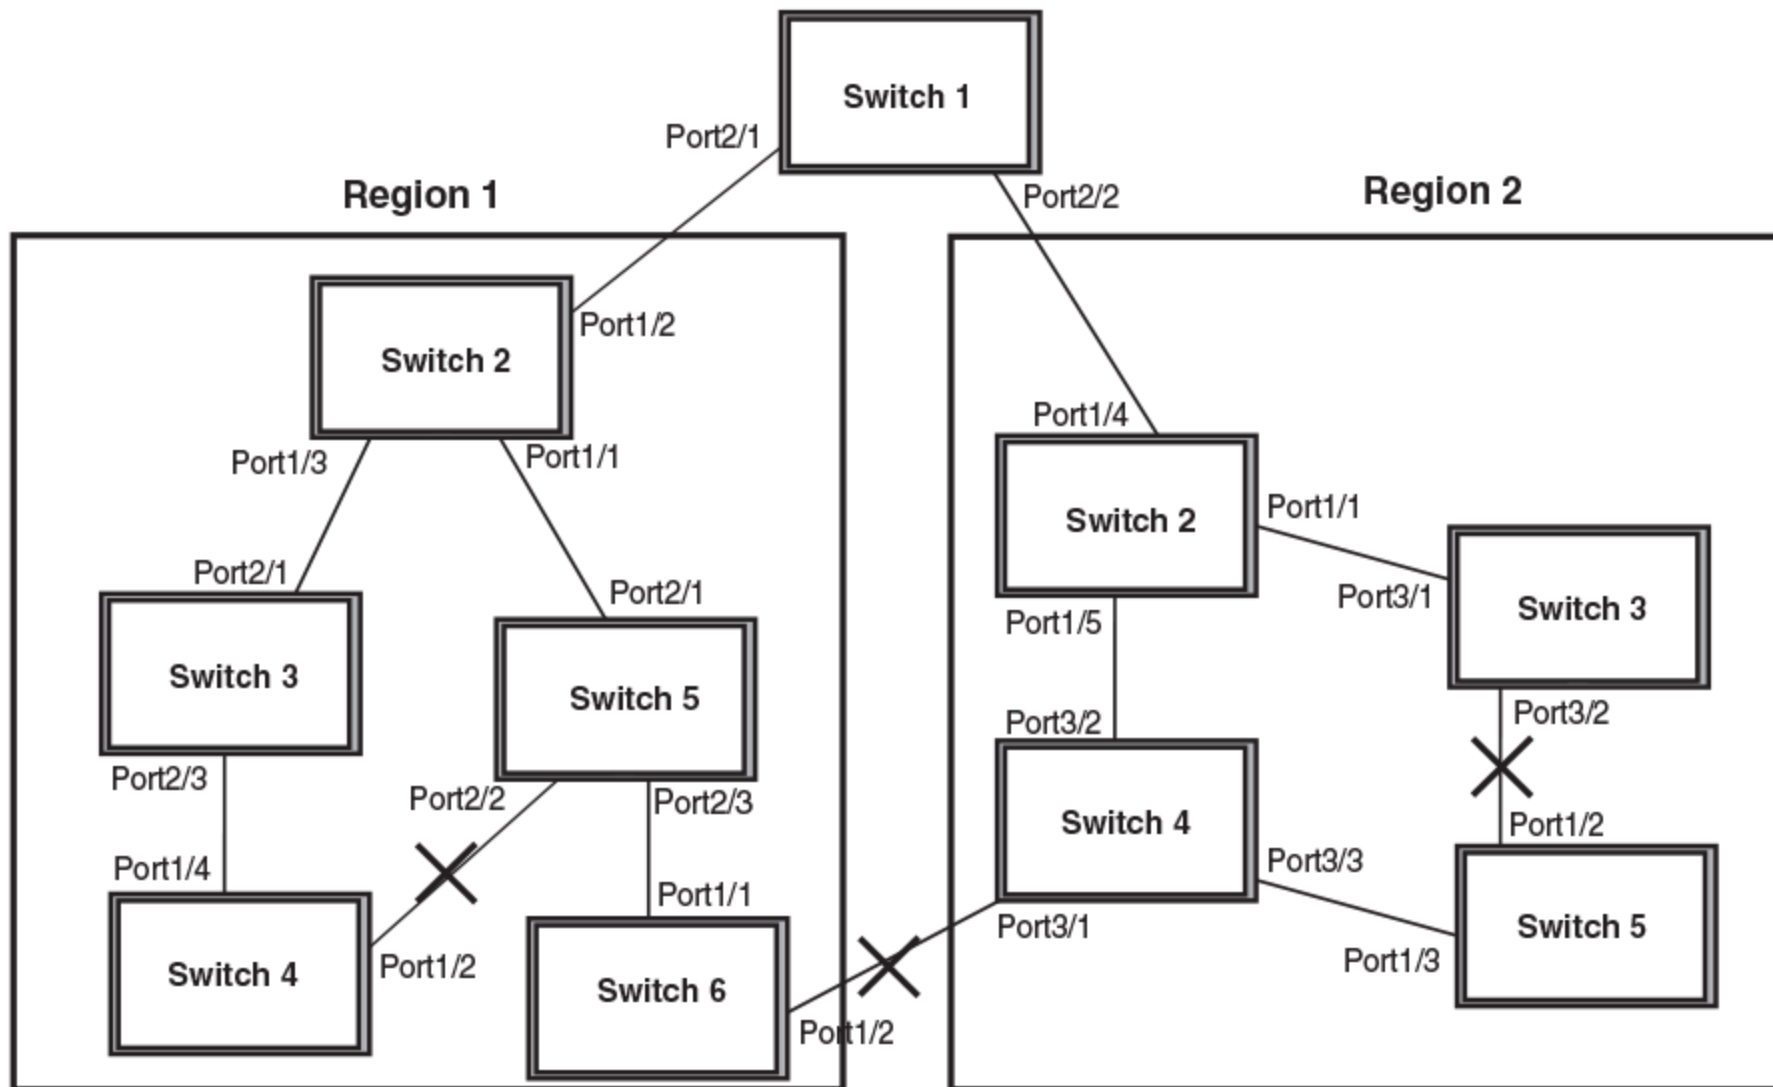 Switch 1
Port2/1
Region 1
Region 2
Port2/2
Port1/2
Switch 2
Port1/4
Port1/3
Port1/1
Port1/1
Switch 2
Port2/1
Port2/1
Port3/1
Switch 3
Port1/5
Switch 3
Switch 5
Port3/2
Port3/2
Port2/3
Port2/2
Port2/3
Switch 4
Port1/2
Port1/4
Port3/3
Port1/1
Port3/1
Switch 5
Port1/2
Port1/3
Switch 4
Switch 6
Port1/2